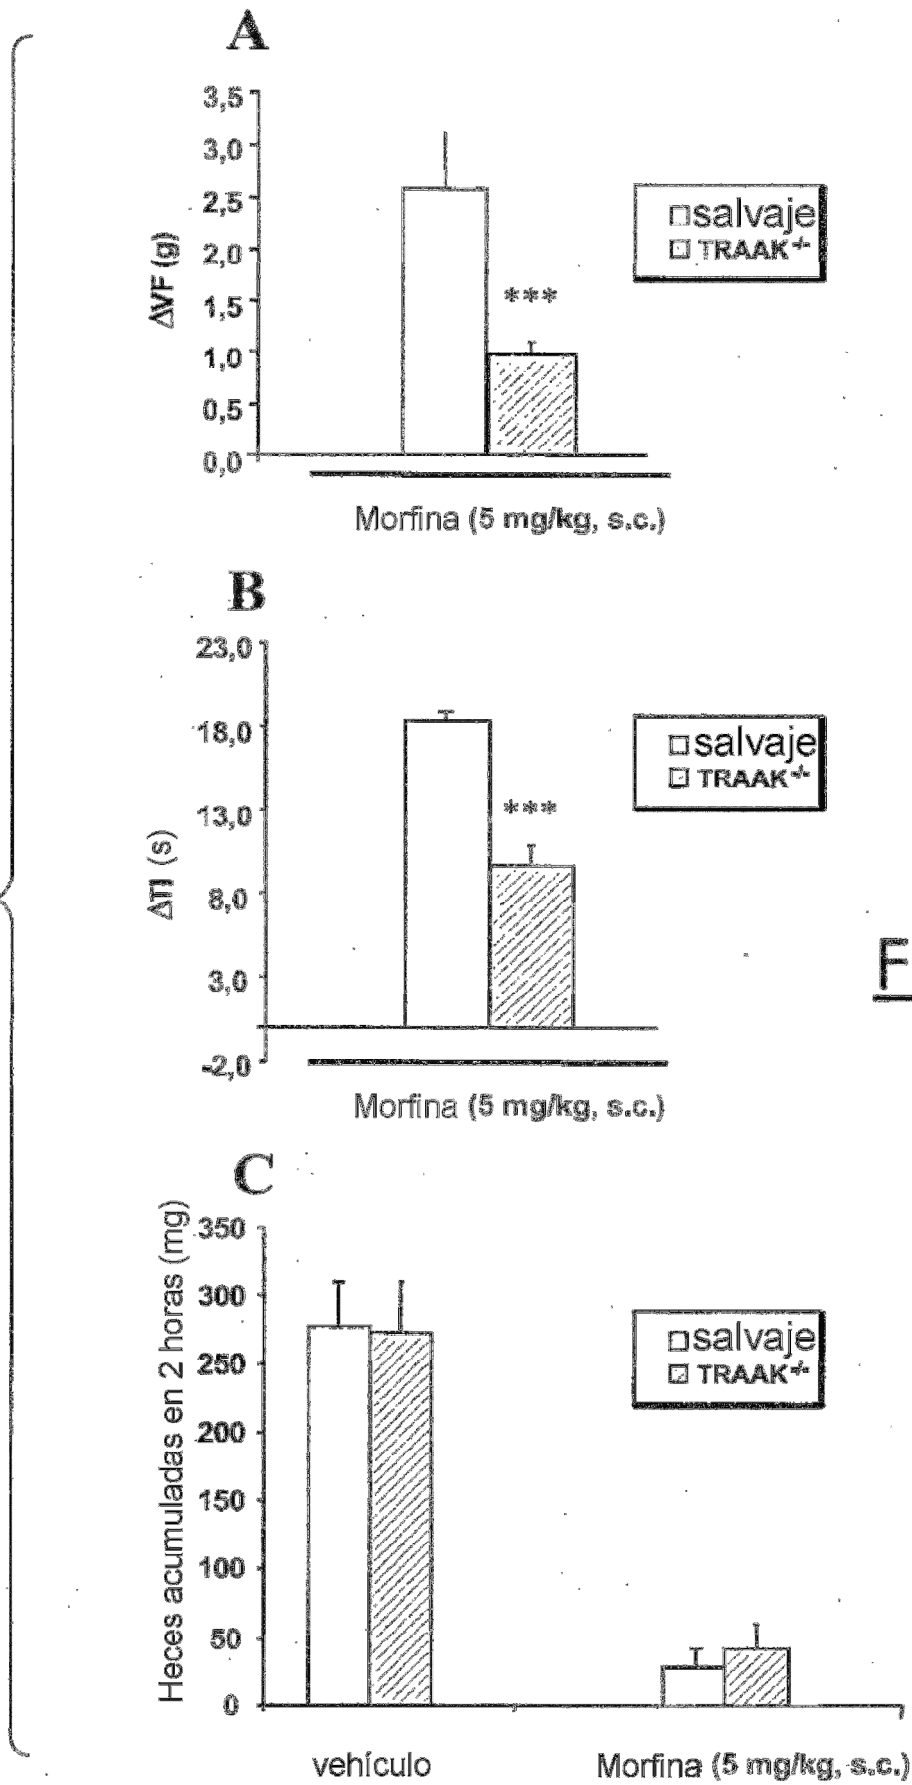 A
3,5
3,0
2,5
2,0
1,5
1,0
0,5
0,0
ΔVF (g)
salvaje
TRAAK-/-
***
Morfina (5 mg/kg, s.c.)
B
23,0
18,0
13,0
8,0
3,0
-2,0
ΔTI (s)
salvaje
TRAAK-/-
***
F
Morfina (5 mg/kg, s.c.)
C
350
300
250
200
150
100
50
0
Heces acumuladas en 2 horas (mg)
salvaje
TRAAK-/-
vehículo
Morfina (5 mg/kg, s.c.)